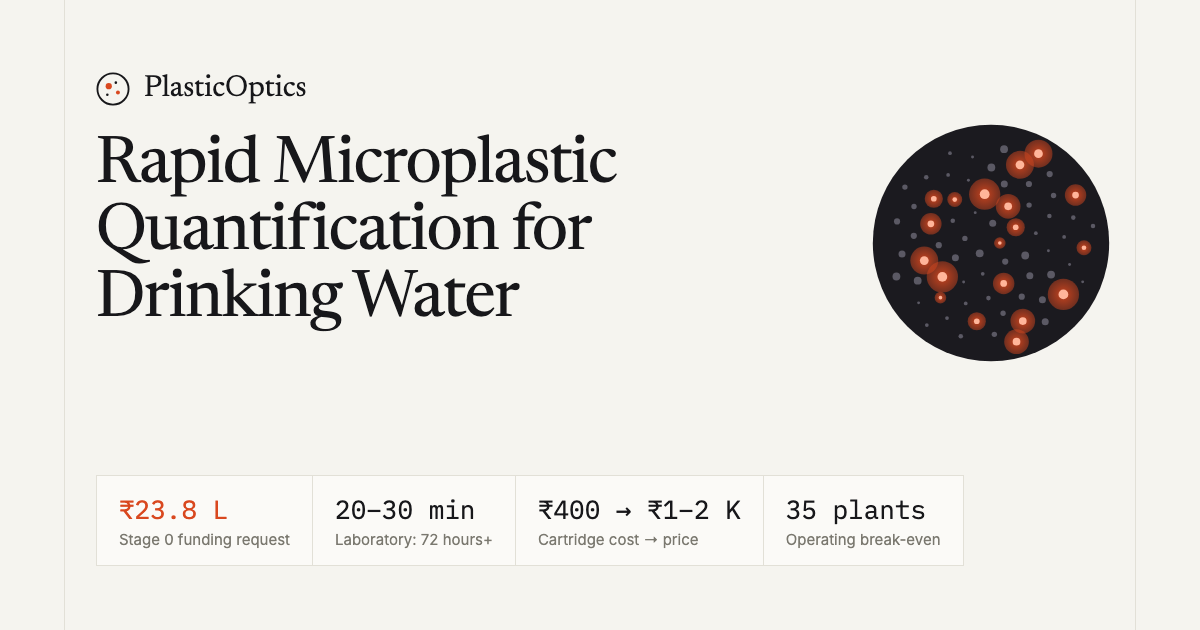 PlasticOptics
Rapid Microplastic
Quantification for
Drinking Water
₹23.8 L
Stage 0 funding request
20–30 min
Laboratory: 72 hours+
₹400 → ₹1–2 K
Cartridge cost → price
35 plants
Operating break-even